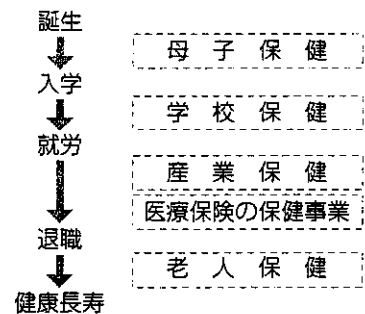 誕生
母子保健
入学
学校保健
就労
産業保健
医療保険の保健事業
退職
老人保健
健康長寿